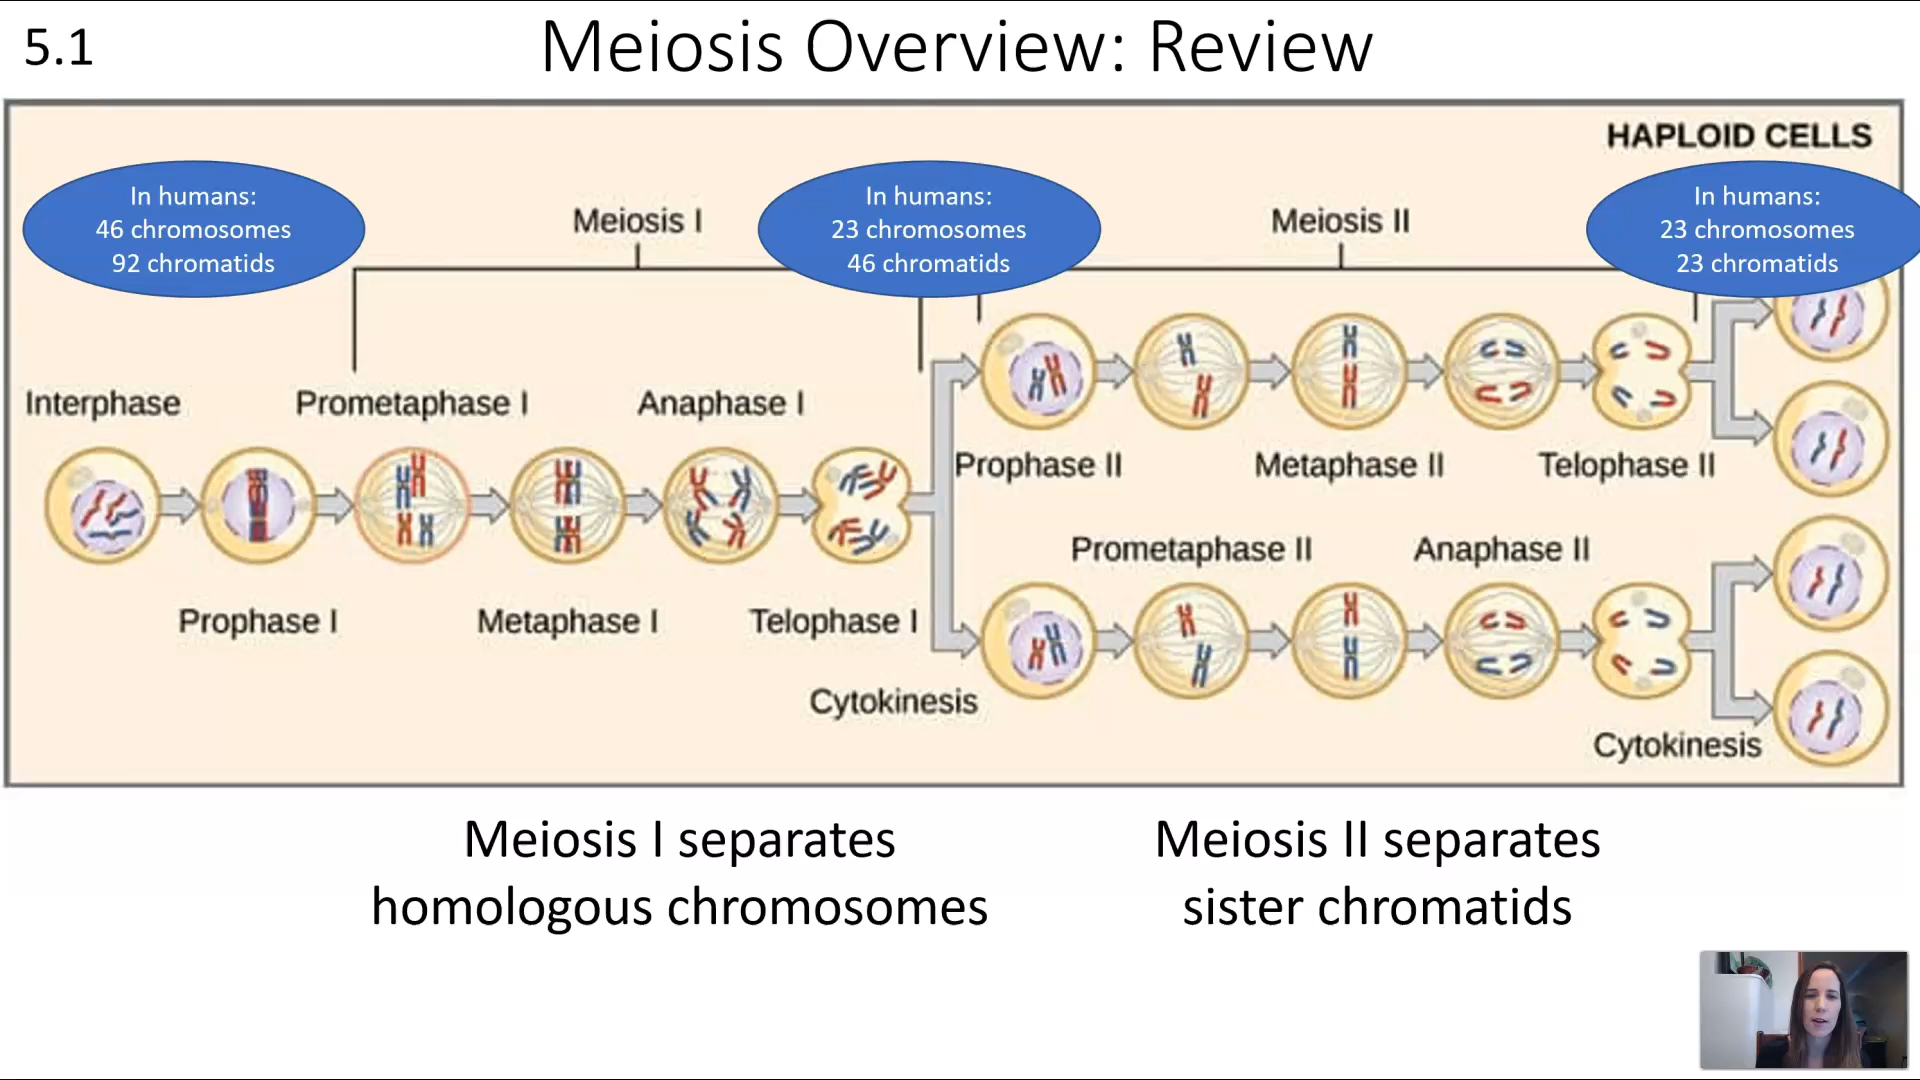 5.1
Meiosis Overview: Review
HAPLOID CELLS
In humans:
46 chromosomes
92 chromatids
Meiosis I
In humans:
23 chromosomes
46 chromatids
Meiosis II
In humans:
23 chromosomes
23 chromatids
Interphase
Prometaphase I
Anaphase I
Prophase II
Metaphase II
Telophase II
Prometaphase II
Anaphase II
Prophase I
Metaphase I
Telophase I
Cytokinesis
Cytokinesis
Meiosis I separates
homologous chromosomes
Meiosis II separates
sister chromatids